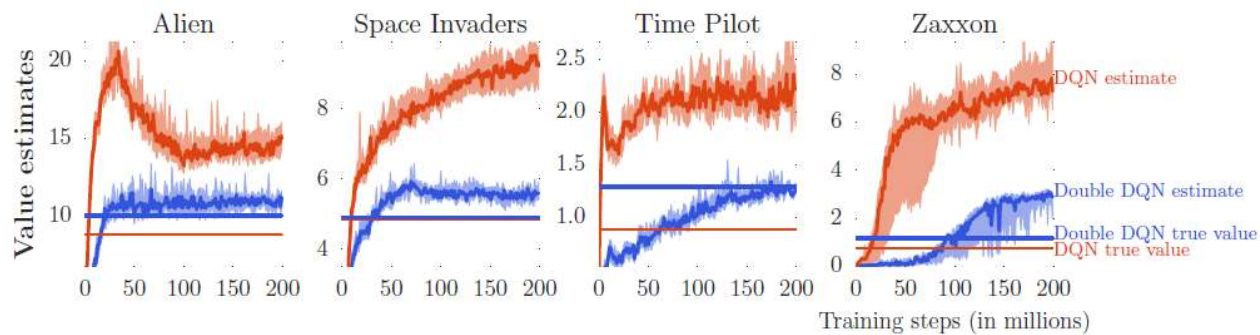 Alien
Space Invaders
Time Pilot
Zaxxon
Value estimates
20
15
10
0 50 100 150 200
8
6
4
0 50 100 150 200
2.5
2.0
1.5
1.0
0 50 100 150 200
8
6
4
2
0
0 50 100 150 200
DQN estimate
Double DQN estimate
Double DQN true value
DQN true value
Training steps (in millions)